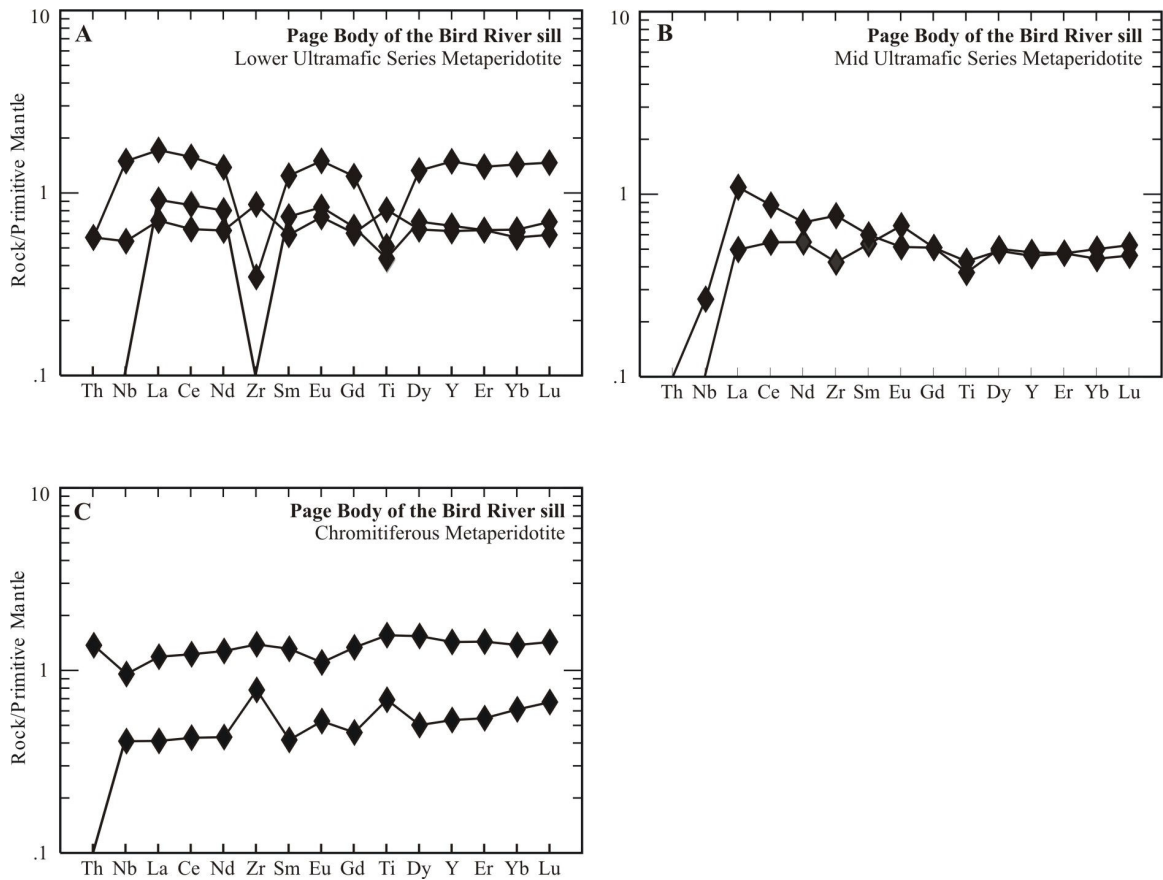 A
Page Body of the Bird River sill
Lower Ultramafic Series Metaperidotite
Rock/Primitive Mantle
10
1
.1
Th Nb La Ce Nd Zr Sm Eu Gd Ti Dy Y Er Yb Lu
B
Page Body of the Bird River sill
Mid Ultramafic Series Metaperidotite
10
1
.1
Th Nb La Ce Nd Zr Sm Eu Gd Ti Dy Y Er Yb Lu
C
Page Body of the Bird River sill
Chromitiferous Metaperidotite
Rock/Primitive Mantle
10
1
.1
Th Nb La Ce Nd Zr Sm Eu Gd Ti Dy Y Er Yb Lu